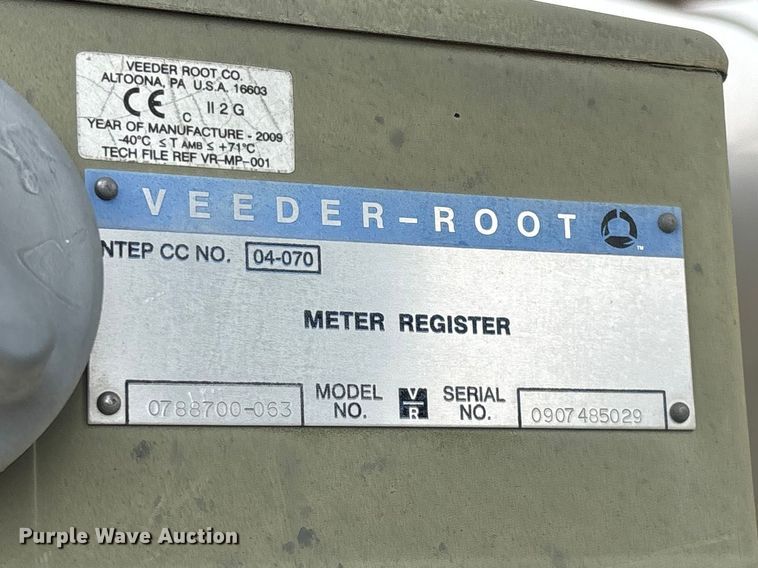 VEEDER ROOT CO.
ALTOONA, PA U.S.A. 16603
CE C II 2 G
YEAR OF MANUFACTURE - 2009
-40°C ≤ T AMB ≤ +71°C
TECH FILE REF VR-MP-001
VEEDER-ROOT TM
NTEP CC NO. 04-070
METER REGISTER
0788700-063 MODEL NO. V/R SERIAL NO. 0907485029
Purple Wave Auction